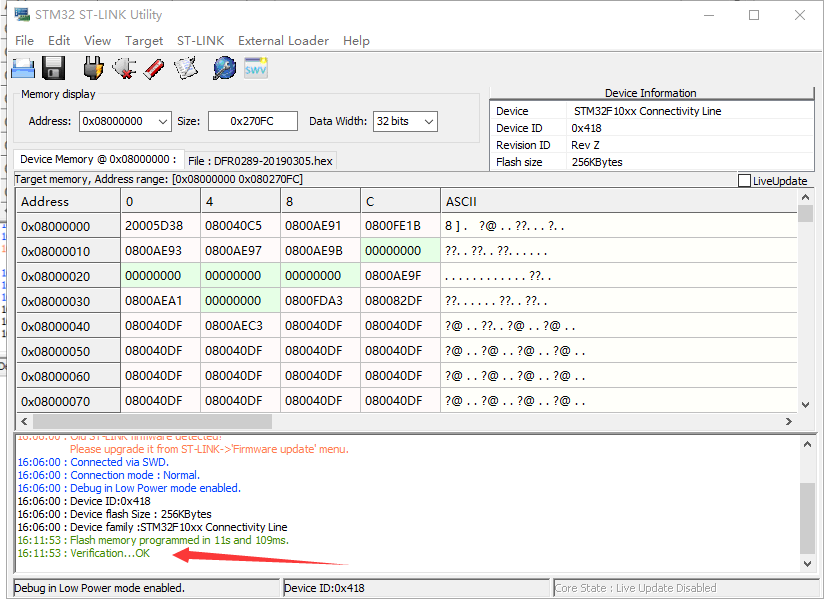 STM32 ST-LINK Utility
File Edit View Target ST-LINK External Loader Help
Memory display
Address: 0x08000000 Size: 0x270FC Data Width: 32 bits
Device Information
Device STM32F10xx Connectivity Line
Device ID 0x418
Revision ID Rev Z
Flash size 256KBytes
Device Memory @ 0x08000000 : File : DFR0289-20190305.hex
Target memory, Address range: [0x08000000 0x080270FC]
LiveUpdate
Address 0 4 8 C ASCII
0x08000000 20005D38 080040C5 0800AE91 0800FE1B 8]. ?@..??...?..
0x08000010 0800AE93 0800AE97 0800AE9B 00000000 ??..??..??......
0x08000020 00000000 00000000 00000000 0800AE9F ............??..
0x08000030 0800AEA1 00000000 0800FDA3 080082DF ??......??..??..
0x08000040 080040DF 0800AEC3 080040DF 080040DF ?@..??..?@..?@..
0x08000050 080040DF 080040DF 080040DF 080040DF ?@..?@..?@..?@..
0x08000060 080040DF 080040DF 080040DF 080040DF ?@..?@..?@..?@..
0x08000070 080040DF 080040DF 080040DF 080040DF ?@..?@..?@..?@..
16:06:00 : Old ST-LINK firmware detected!
Please upgrade it from ST-LINK->'Firmware update' menu.
16:06:00 : Connected via SWD.
16:06:00 : Connection mode : Normal.
16:06:00 : Debug in Low Power mode enabled.
16:06:00 : Device ID:0x418
16:06:00 : Device flash Size : 256KBytes
16:06:00 : Device family :STM32F10xx Connectivity Line
16:11:53 : Flash memory programmed in 11s and 109ms.
16:11:53 : Verification...OK
Debug in Low Power mode enabled. Device ID:0x418 Core State : Live Update Disabled